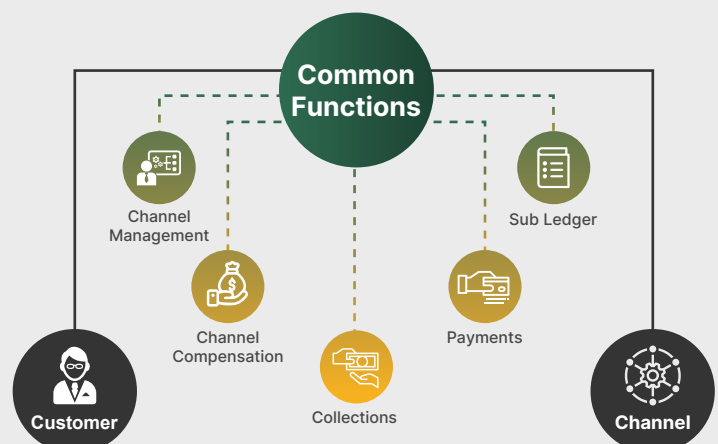 Common
Functions
Channel
Management
Sub Ledger
Channel
Compensation
Payments
Collections
Customer
Channel